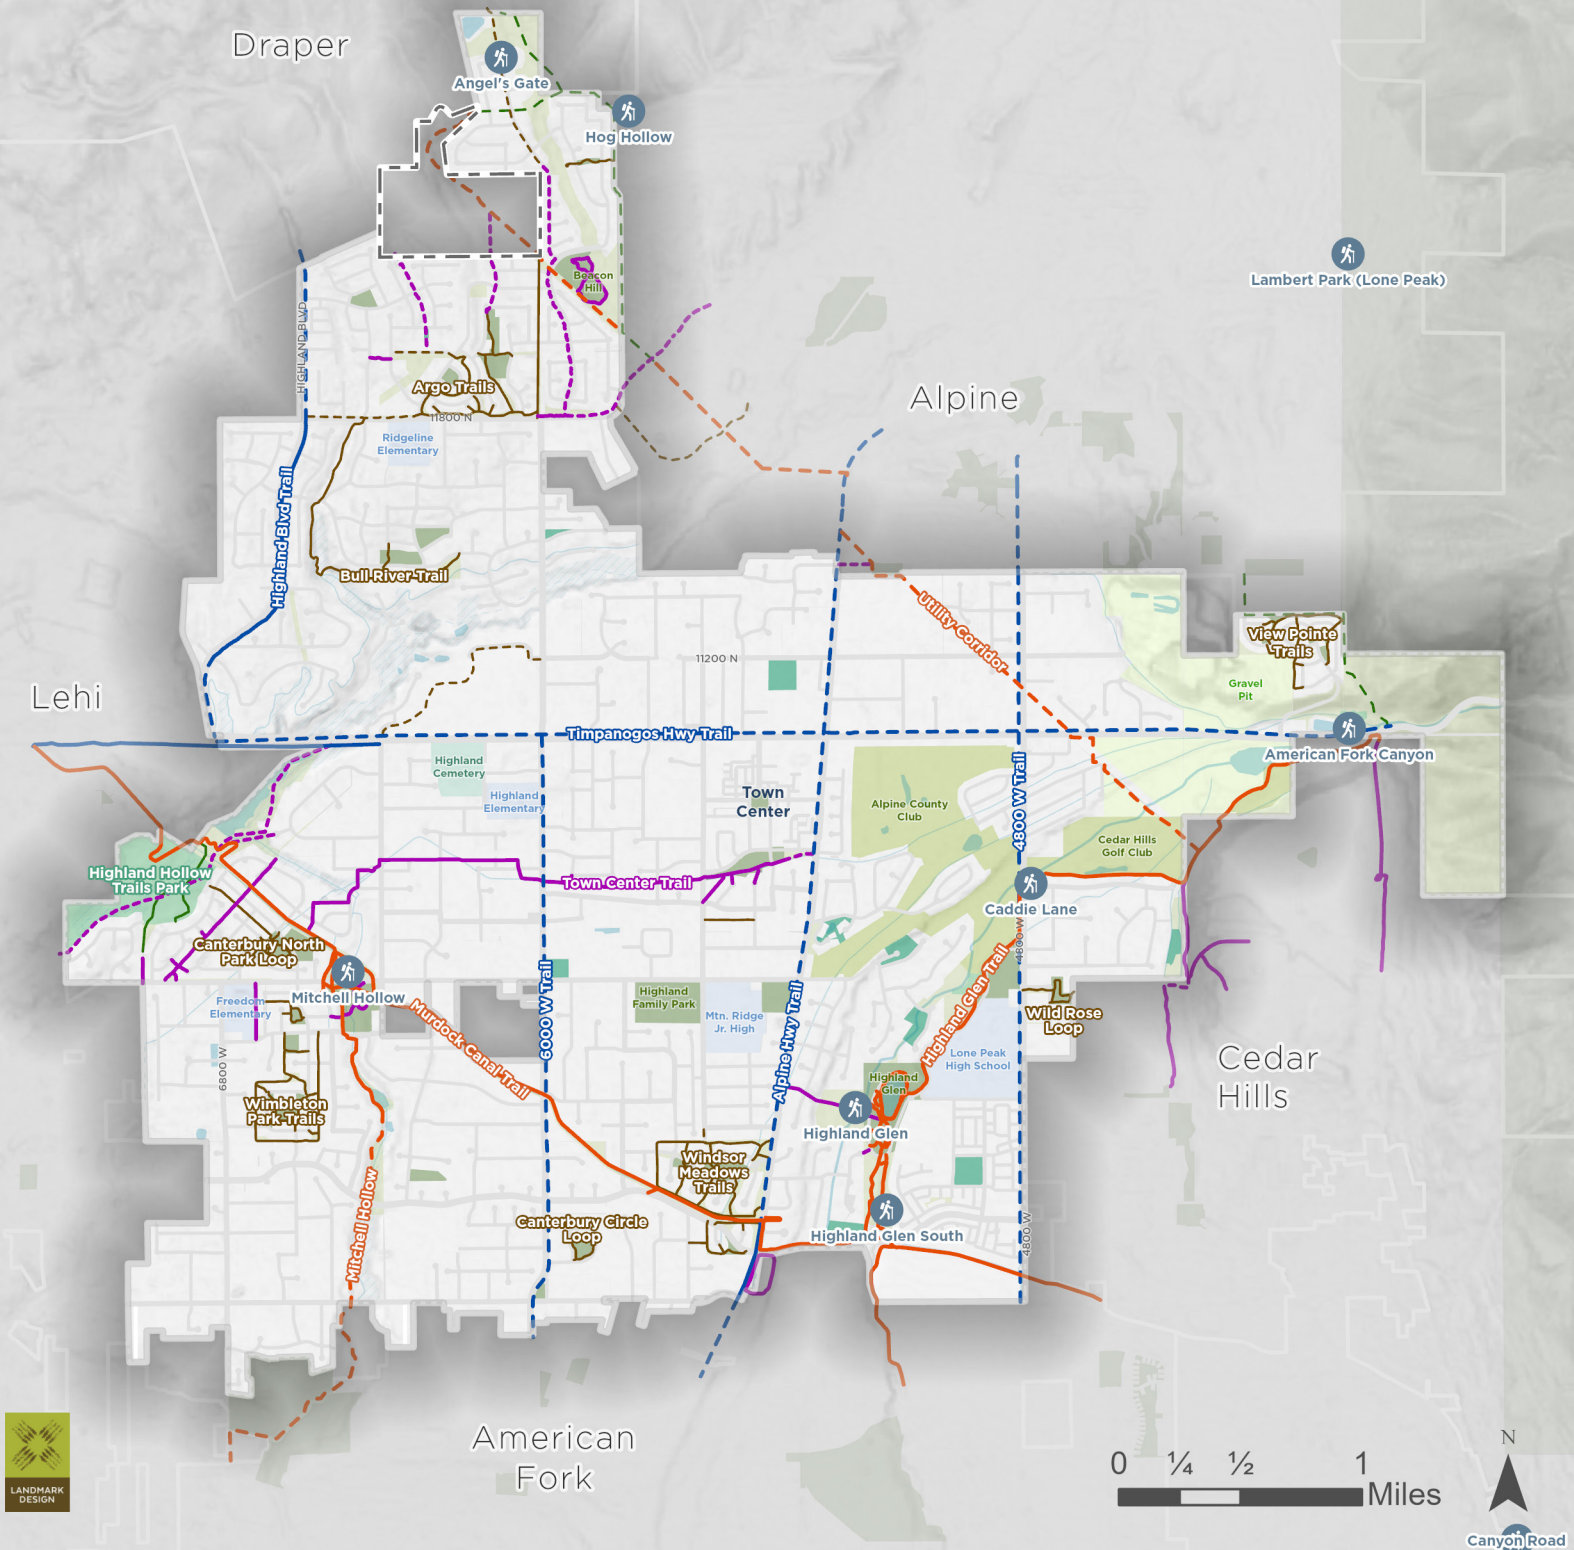 Draper
Angel's Gate
Hog Hollow
Lambert Park (Lone Peak)
Beacon
Hill
HIGHLAND BLVD
Argo Trails
11800 N
Alpine
Ridgeline
Elementary
Highland Blvd Trail
Bull River Trail
Utility Corridor
View Pointe
Trails
11200 N
Gravel
Pit
Lehi
Timpanogos Hwy Trail
American Fork Canyon
Highland
Cemetery
Highland
Elementary
Town
Center
4800 W Trail
Alpine County
Club
Cedar Hills
Golf Club
Highland Hollow
Trails Park
Town Center Trail
Caddie Lane
4800 W
Canterbury North
Park Loop
Mitchell Hollow
Freedom
Elementary
Murdock Canal Trail
6000 W Trail
Highland
Family Park
Mtn. Ridge
Jr. High
Alpine Hwy Trail
Highland Glen Trail
Wild Rose
Loop
Lone Peak
High School
Cedar
Hills
6800 W
Highland
Glen
Wimbleton
Park Trails
Highland Glen
Windsor
Meadows
Trails
Mitchell Hollow
Canterbury Circle
Loop
Highland Glen South
4800 W
American
Fork
LANDMARK
DESIGN
0 ¼ ½ 1
Miles
N
Canyon Road